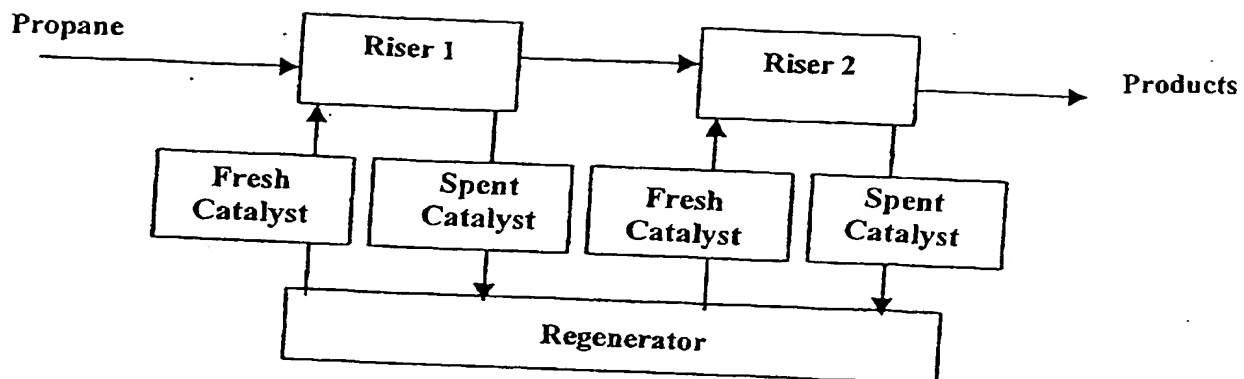 Propane
Riser 1
Riser 2
Products
Fresh
Catalyst
Spent
Catalyst
Fresh
Catalyst
Spent
Catalyst
Regenerator